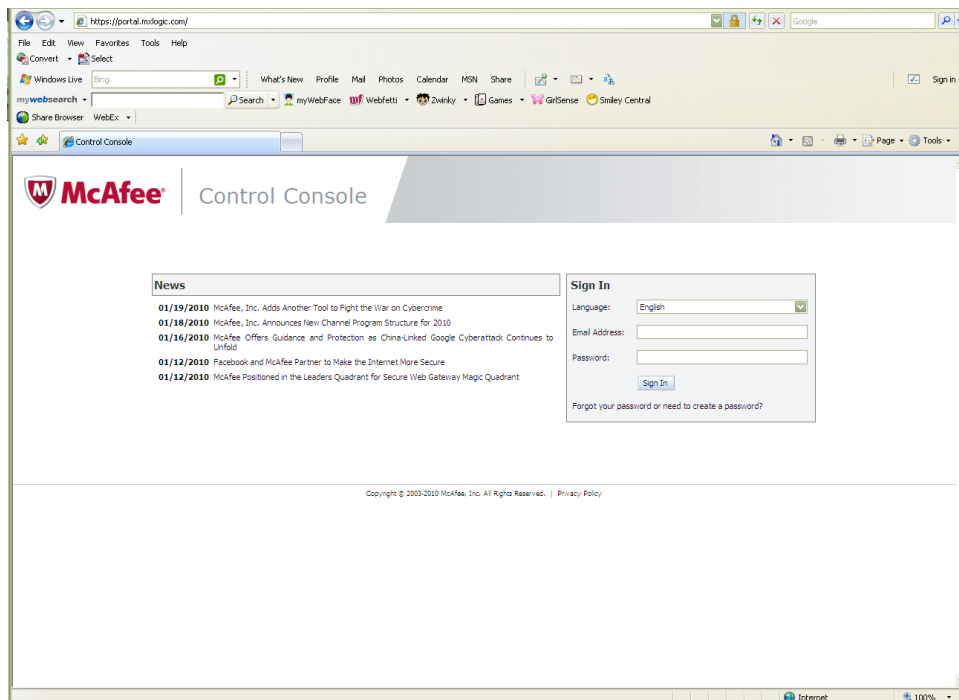 https://portal.mxlogic.com/
Google
File Edit View Favorites Tools Help
Convert Select
Windows Live Bing What's New Profile Mail Photos Calendar MSN Share Sign in
mywebsearch Search myWebFace Webfetti Zwinky Games GirlSense Smiley Central
Share Browser WebEx
Control Console Page Tools
McAfee Control Console
News
01/19/2010 McAfee, Inc. Adds Another Tool to Fight the War on Cybercrime
01/18/2010 McAfee, Inc. Announces New Channel Program Structure for 2010
01/16/2010 McAfee Offers Guidance and Protection as China-Linked Google Cyberattack Continues to
Unfold
01/12/2010 Facebook and McAfee Partner to Make the Internet More Secure
01/12/2010 McAfee Positioned in the Leaders Quadrant for Secure Web Gateway Magic Quadrant
Sign In
Language: English
Email Address:
Password:
Sign In
Forgot your password or need to create a password?
Copyright © 2003-2010 McAfee, Inc. All Rights Reserved. | Privacy Policy
Internet 100%